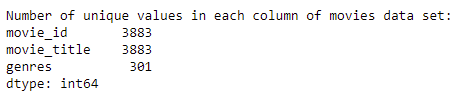 Number of unique values in each column of movies data set:
movie_id 3883
movie_title 3883
genres 301
dtype: int64